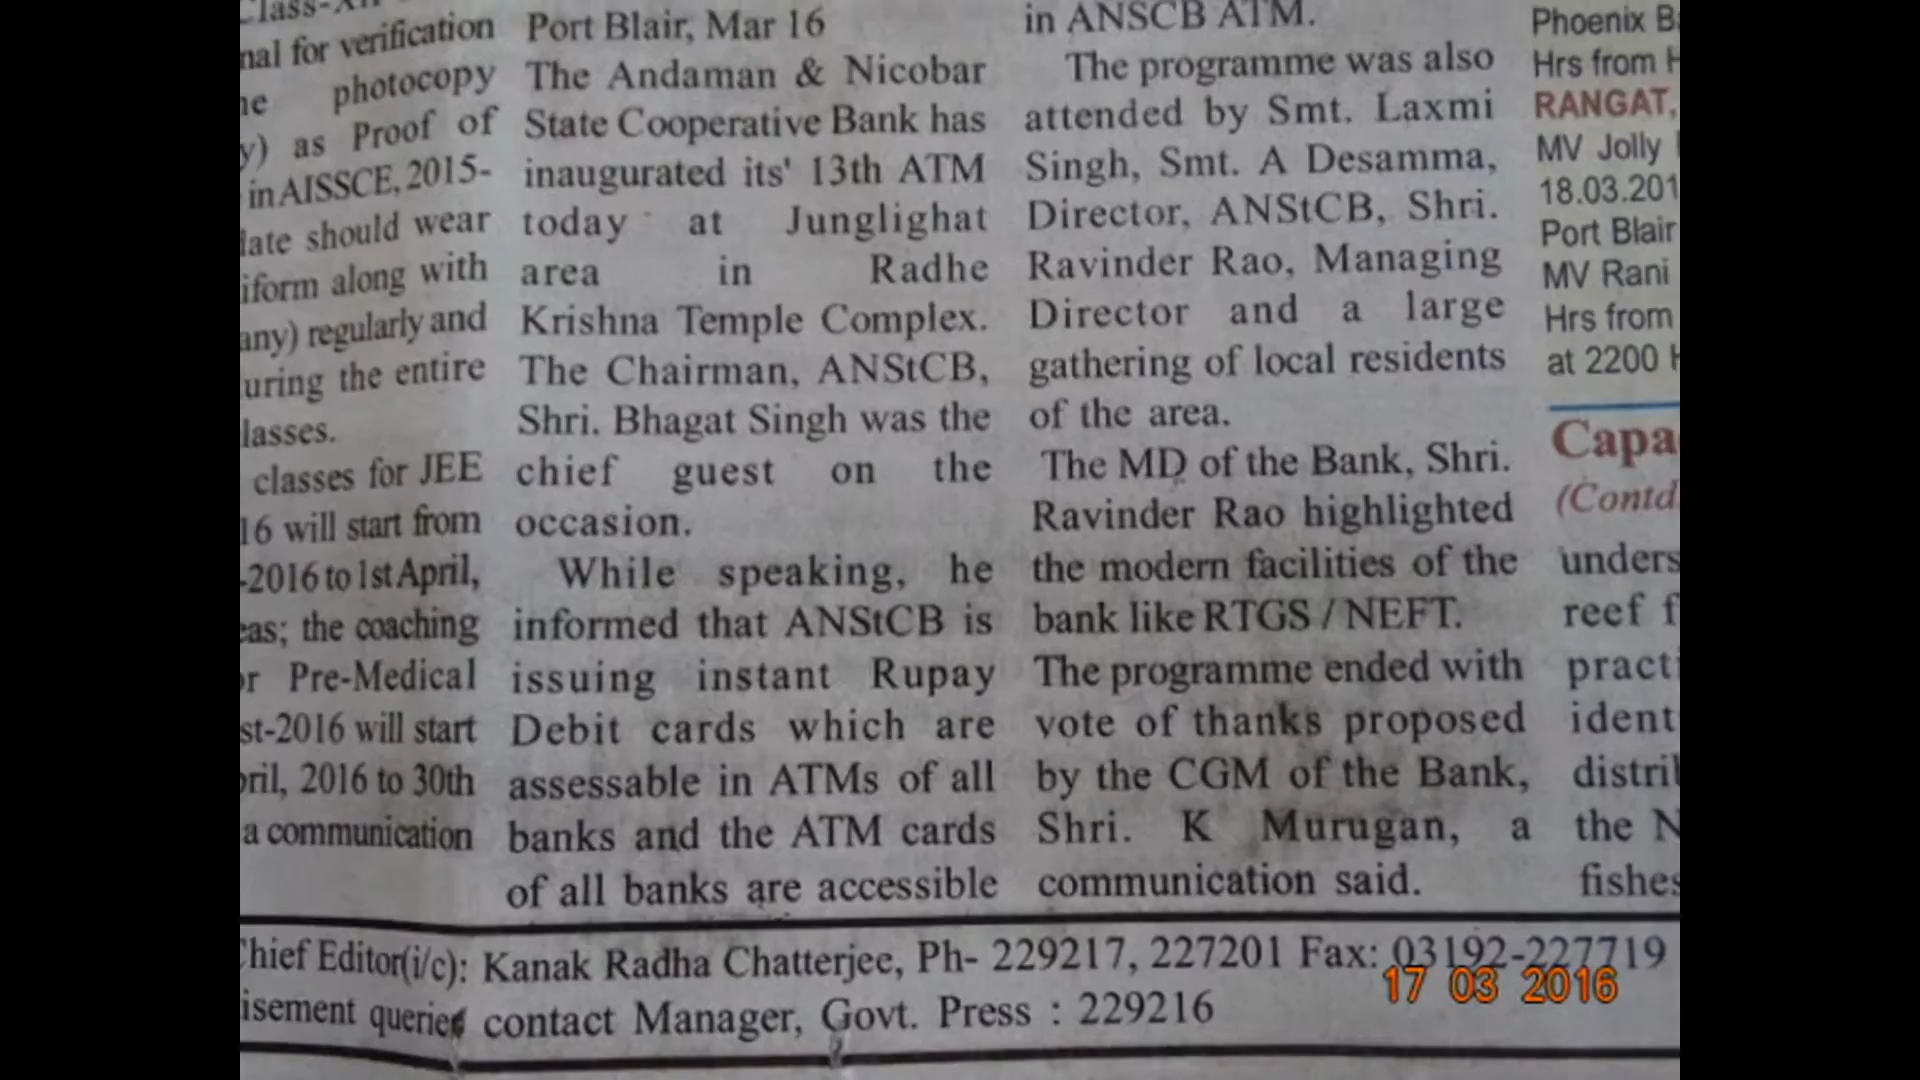 Class-XII
nal for verification
photocopy
y) as Proof of
in AISSCE, 2015-
late should wear
iform along with
any) regularly and
uring the entire
lasses.
classes for JEE
16 will start from
-2016 to 1st April,
eas; the coaching
or Pre-Medical
st-2016 will start
pril, 2016 to 30th
a communication
Port Blair, Mar 16
The Andaman & Nicobar
State Cooperative Bank has
inaugurated its' 13th ATM
today at Junglighat
area in Radhe
Krishna Temple Complex.
The Chairman, ANStCB,
Shri. Bhagat Singh was the
chief guest on the
occasion.
While speaking, he
informed that ANStCB is
issuing instant Rupay
Debit cards which are
assessable in ATMs of all
banks and the ATM cards
of all banks are accessible
in ANSCB ATM.
The programme was also
attended by Smt. Laxmi
Singh, Smt. A Desamma,
Director, ANStCB, Shri.
Ravinder Rao, Managing
Director and a large
gathering of local residents
of the area.
The MD of the Bank, Shri.
Ravinder Rao highlighted
the modern facilities of the
bank like RTGS / NEFT.
The programme ended with
vote of thanks proposed
by the CGM of the Bank,
Shri. K Murugan, a
communication said.
Phoenix B
Hrs from H
RANGAT,
MV Jolly
18.03.201
Port Blair
MV Rani
Hrs from
at 2200 H
Capa
(Contd.
unders
reef f
practi
ident
distril
the N
fishes
Chief Editor(i/c): Kanak Radha Chatterjee, Ph- 229217, 227201 Fax: 03192-227719
isement queries contact Manager, Govt. Press : 229216
17 03 2016